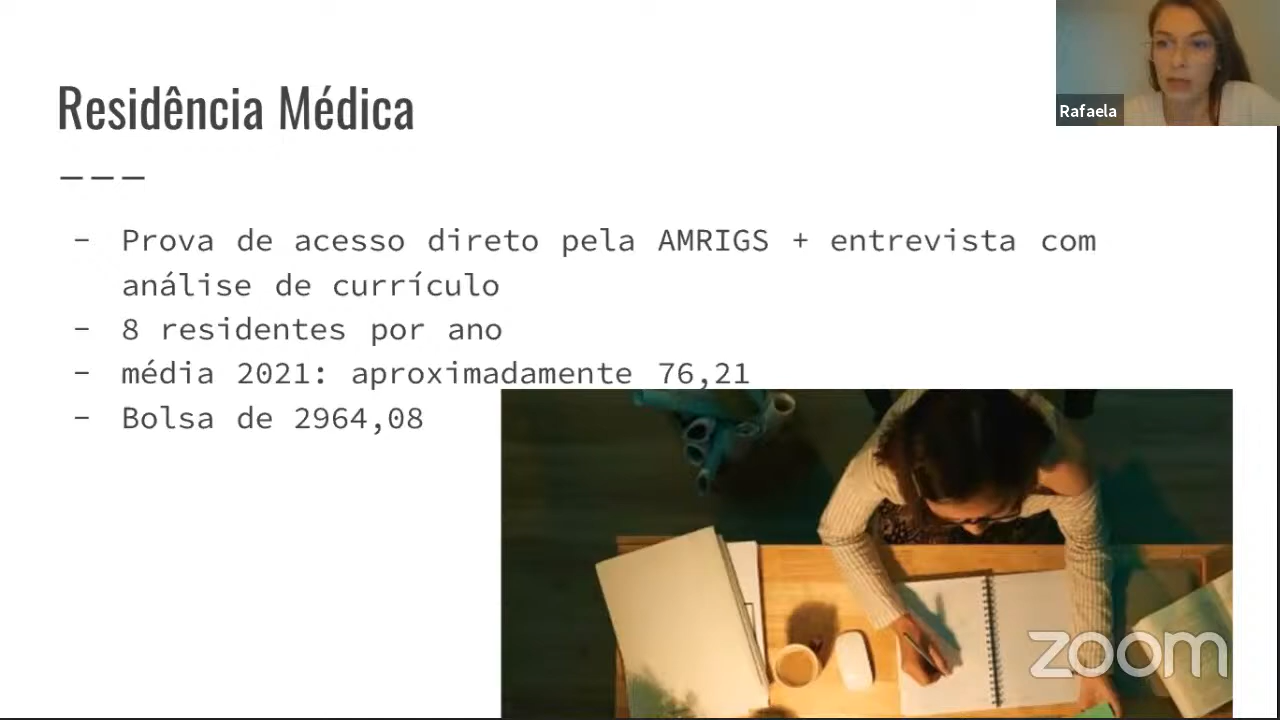 Residência Médica
- Prova de acesso direto pela AMRIGS + entrevista com
análise de currículo
- 8 residentes por ano
- média 2021: aproximadamente 76,21
- Bolsa de 2964,08
Rafaela
zoom